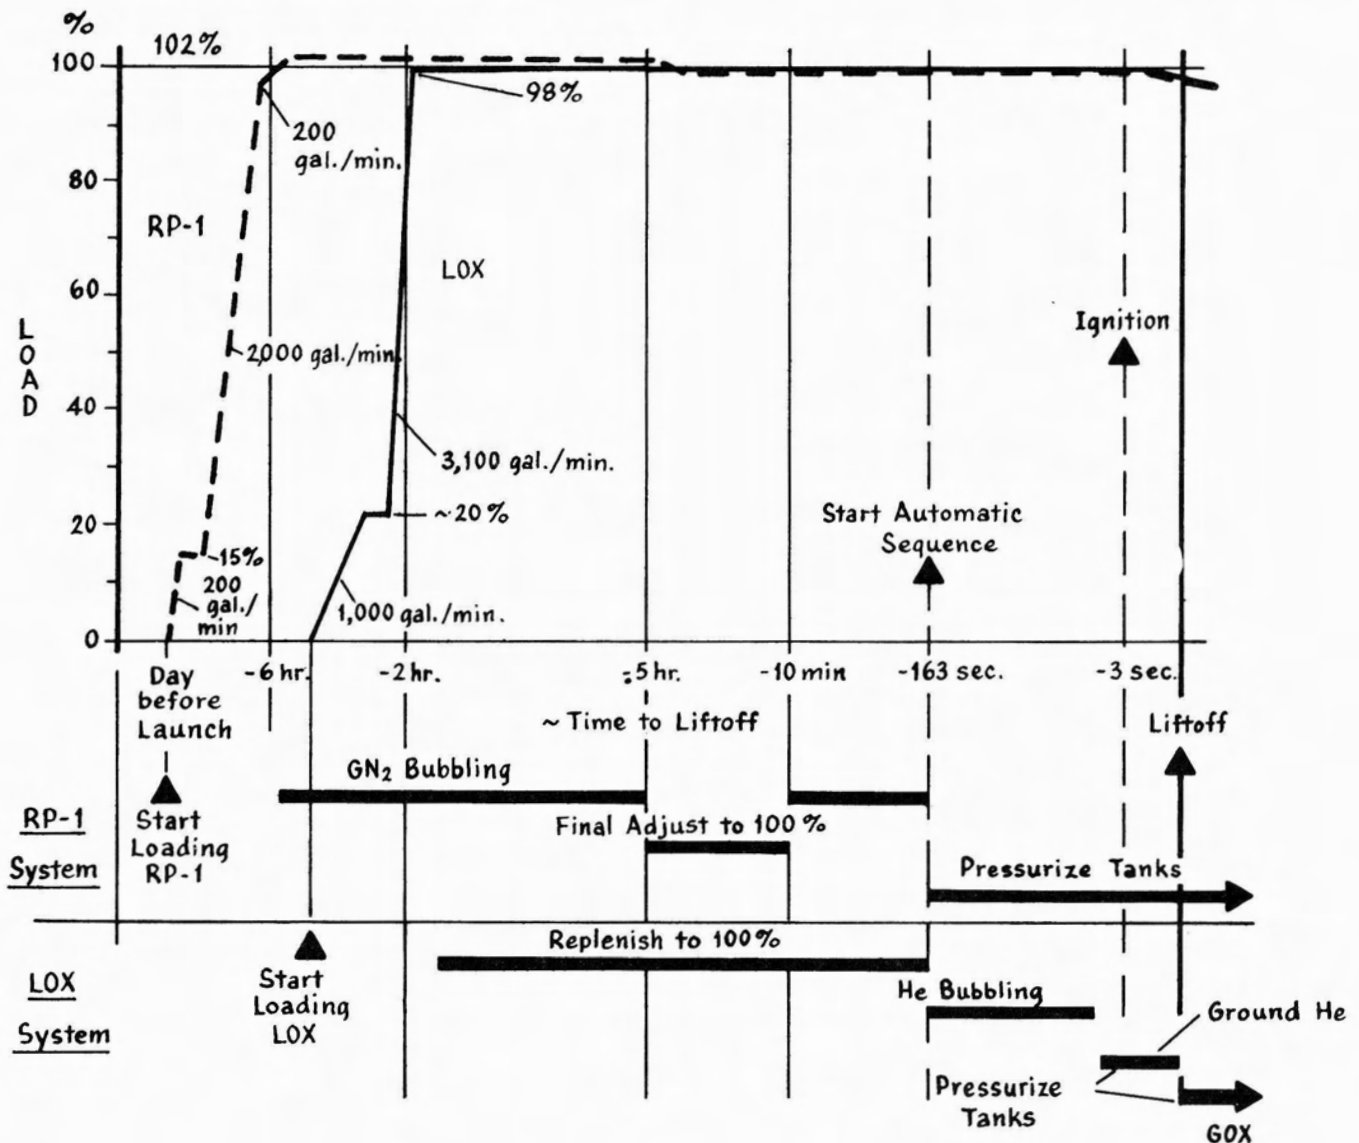 %
102%
100
98%
200
gal./min.
80
RP-1
60
LOX
LOAD
2,000 gal./min.
Ignition
40
3,100 gal./min.
20
~20%
Start Automatic
Sequence
15%
200
gal./
min
1,000 gal./min.
0
Day
before
Launch
-6 hr.
-2 hr.
-.5 hr.
-10 min
-163 sec.
-3 sec.
~ Time to Liftoff
Liftoff
GN₂ Bubbling
RP-1
System
Start
Loading
RP-1
Final Adjust to 100%
Pressurize Tanks
Replenish to 100%
LOX
System
Start
Loading
LOX
He Bubbling
Ground He
Pressurize
Tanks
GOX